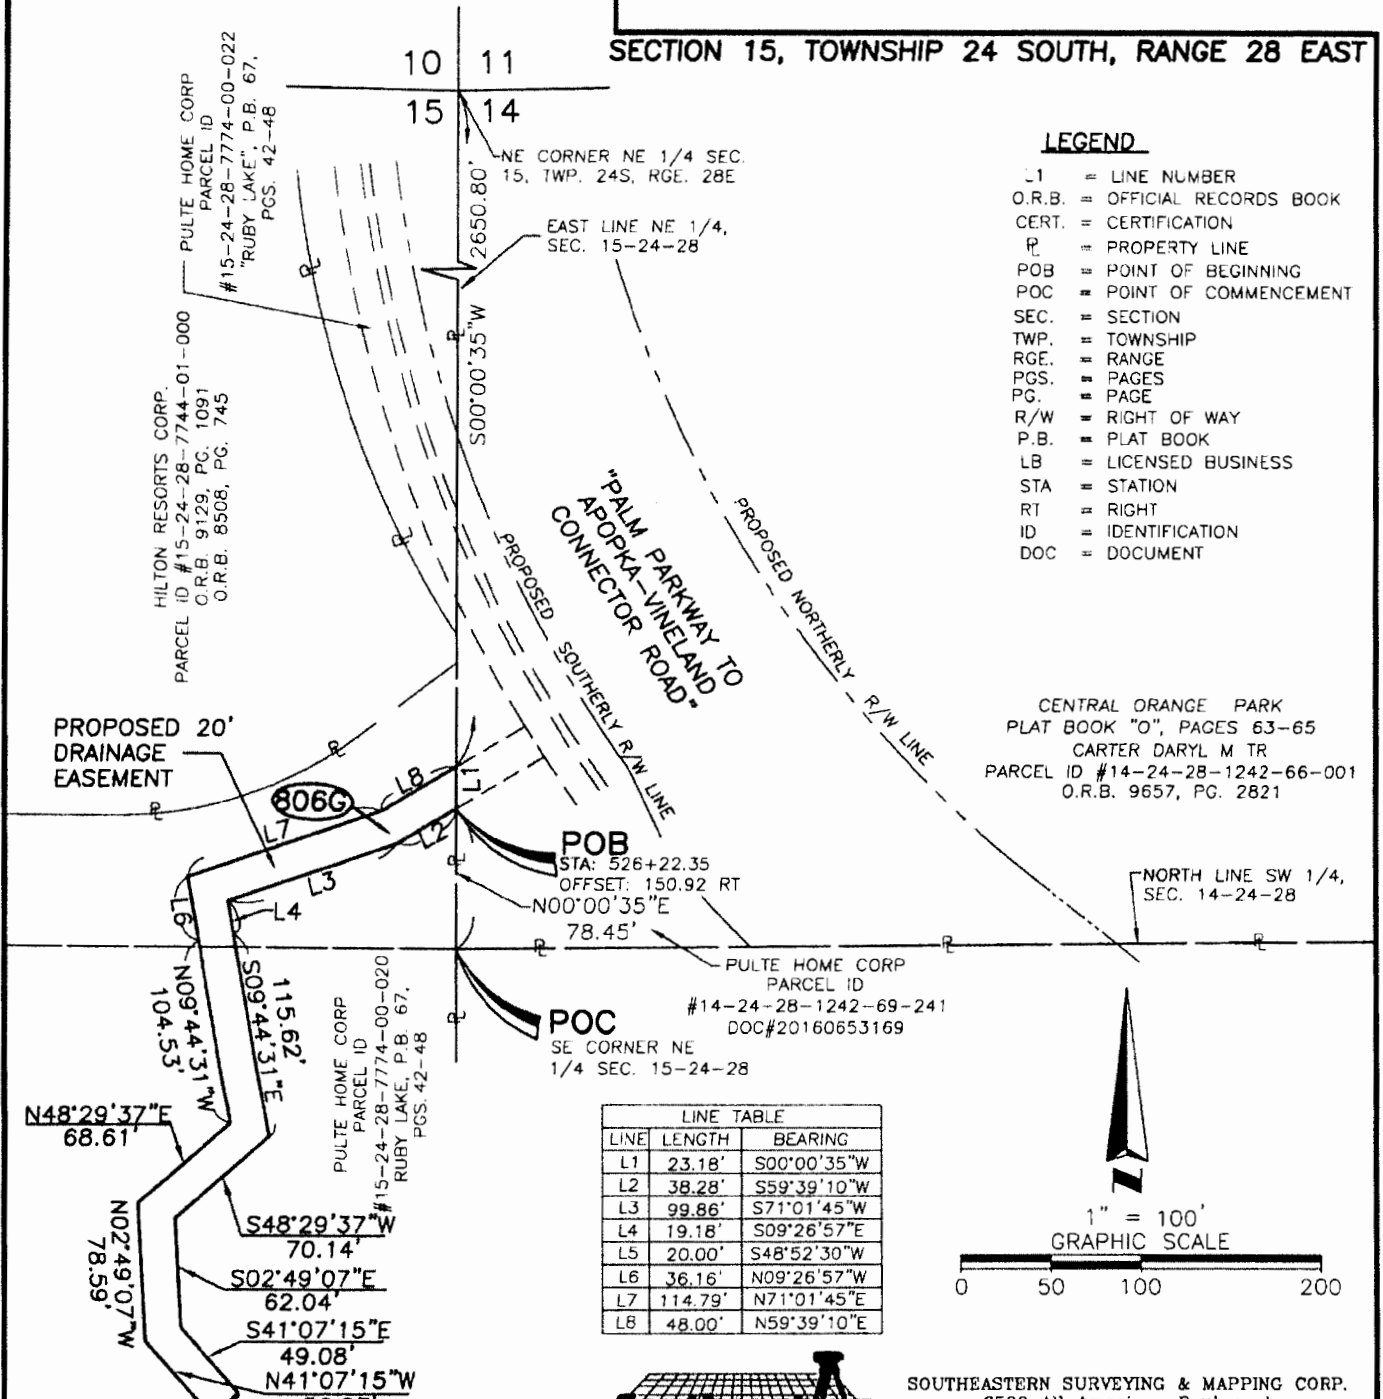 SECTION 15, TOWNSHIP 24 SOUTH, RANGE 28 EAST
10 11
15 14
PULTE HOME CORP
PARCEL ID
#15-24-28-7774-00-022
"RUBY LAKE", P.B. 67,
PGS. 42-48
NE CORNER NE 1/4 SEC.
15, TWP. 24S, RGE. 28E
2650.80'
EAST LINE NE 1/4,
SEC. 15-24-28
S00°00'35"W
LEGEND
L1 = LINE NUMBER
O.R.B. = OFFICIAL RECORDS BOOK
CERT. = CERTIFICATION
PL = PROPERTY LINE
POB = POINT OF BEGINNING
POC = POINT OF COMMENCEMENT
SEC. = SECTION
TWP. = TOWNSHIP
RGE. = RANGE
PGS. = PAGES
PG. = PAGE
R/W = RIGHT OF WAY
P.B. = PLAT BOOK
LB = LICENSED BUSINESS
STA = STATION
RT = RIGHT
ID = IDENTIFICATION
DOC = DOCUMENT
HILTON RESORTS CORP.
PARCEL ID #15-24-28-7744-01-000
O.R.B. 9129, PG. 1091
O.R.B. 8508, PG. 745
PL
PL
PL
"PALM PARKWAY TO
APOPKA-VINELAND
CONNECTOR ROAD"
PROPOSED SOUTHERLY R/W LINE
PROPOSED NORTHERLY R/W LINE
CENTRAL ORANGE PARK
PLAT BOOK "O", PAGES 63-65
CARTER DARYL M TR
PARCEL ID #14-24-28-1242-66-001
O.R.B. 9657, PG. 2821
PROPOSED 20'
DRAINAGE
EASEMENT
PL
PL
806G
L8
L1
L7
L2
L3
L4
L6
POB
STA: 526+22.35
OFFSET: 150.92 RT
PL
N00°00'35"E
78.45'
NORTH LINE SW 1/4,
SEC. 14-24-28
PL
PL
PL
PULTE HOME CORP
PARCEL ID
#14-24-28-1242-69-241
DOC#20160653169
POC
SE CORNER NE
1/4 SEC. 15-24-28
PL
N09°44'31"W
104.53'
S09°44'31"E
115.62'
PULTE HOME CORP
PARCEL ID
#15-24-28-7774-00-020
RUBY LAKE, P.B. 67,
PGS. 42-48
N48°29'37"E
68.61'
S48°29'37"W
70.14'
N02°49'07"W
78.59'
S02°49'07"E
62.04'
S41°07'15"E
49.08'
N41°07'15"W
LINE TABLE
LINE LENGTH BEARING
L1 23.18' S00°00'35"W
L2 38.28' S59°39'10"W
L3 99.86' S71°01'45"W
L4 19.18' S09°26'57"E
L5 20.00' S48°52'30"W
L6 36.16' N09°26'57"W
L7 114.79' N71°01'45"E
L8 48.00' N59°39'10"E
N
1" = 100'
GRAPHIC SCALE
0 50 100 200
SOUTHEASTERN SURVEYING & MAPPING CORP.